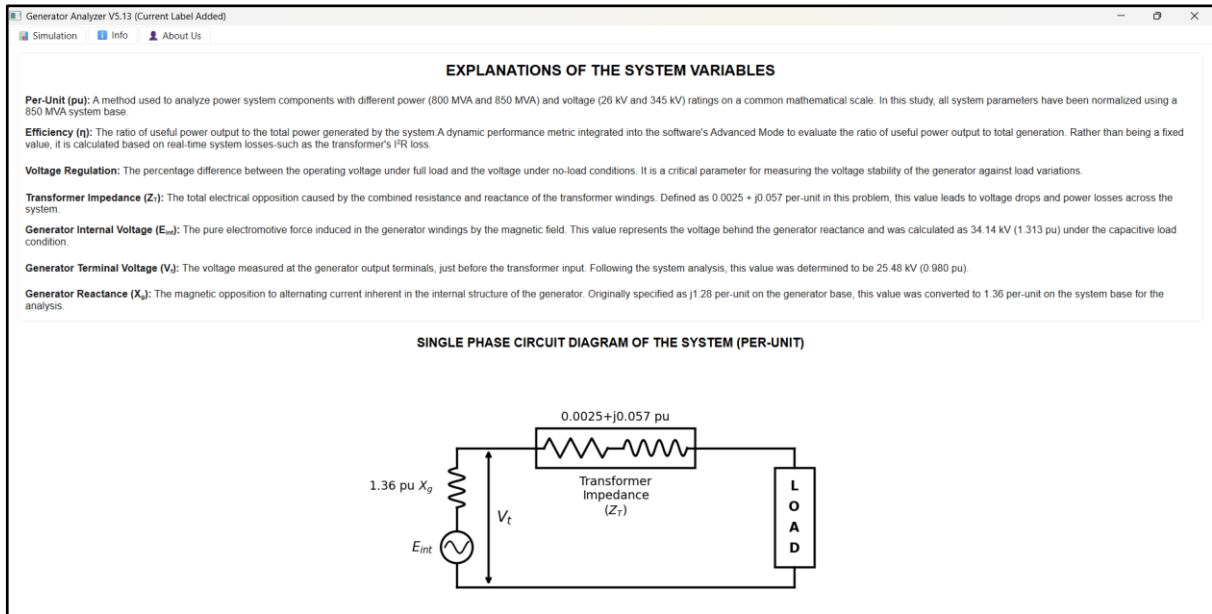 Generator Analyzer V5.13 (Current Label Added)
Simulation Info About Us
EXPLANATIONS OF THE SYSTEM VARIABLES
Per-Unit (pu): A method used to analyze power system components with different power (800 MVA and 850 MVA) and voltage (26 kV and 345 kV) ratings on a common mathematical scale. In this study, all system parameters have been normalized using a
850 MVA system base.
Efficiency (η): The ratio of useful power output to the total power generated by the system.A dynamic performance metric integrated into the software's Advanced Mode to evaluate the ratio of useful power output to total generation. Rather than being a fixed
value, it is calculated based on real-time system losses-such as the transformer's I²R loss.
Voltage Regulation: The percentage difference between the operating voltage under full load and the voltage under no-load conditions. It is a critical parameter for measuring the voltage stability of the generator against load variations.
Transformer Impedance (Z_T): The total electrical opposition caused by the combined resistance and reactance of the transformer windings. Defined as 0.0025 + j0.057 per-unit in this problem, this value leads to voltage drops and power losses across the
system.
Generator Internal Voltage (E_int): The pure electromotive force induced in the generator windings by the magnetic field. This value represents the voltage behind the generator reactance and was calculated as 34.14 kV (1.313 pu) under the capacitive load
condition.
Generator Terminal Voltage (V_t): The voltage measured at the generator output terminals, just before the transformer input. Following the system analysis, this value was determined to be 25.48 kV (0.980 pu).
Generator Reactance (X_g): The magnetic opposition to alternating current inherent in the internal structure of the generator. Originally specified as j1.28 per-unit on the generator base, this value was converted to 1.36 per-unit on the system base for the
analysis.
SINGLE PHASE CIRCUIT DIAGRAM OF THE SYSTEM (PER-UNIT)
0.0025+j0.057 pu
Transformer
Impedance
(Z_T)
1.36 pu X_g
V_t
E_int
L
O
A
D